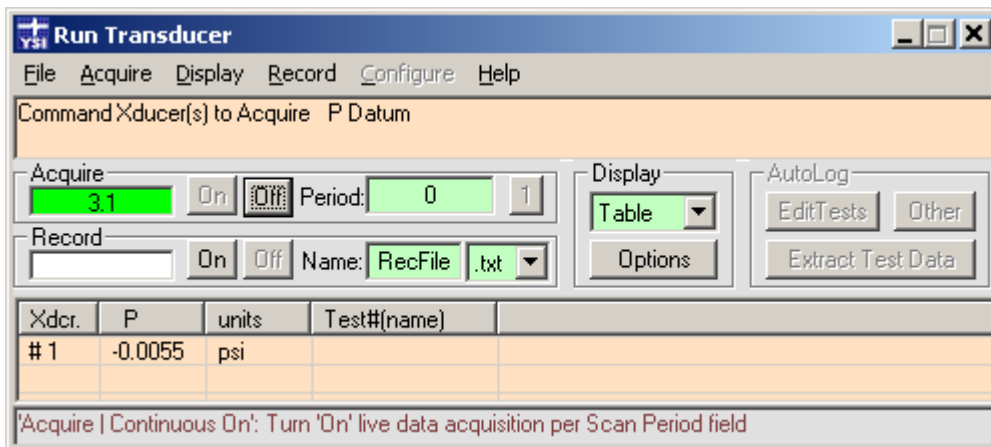 YSI Run Transducer
File Acquire Display Record Configure Help
Command Xducer(s) to Acquire P Datum
Acquire
3.1 On Off Period: 0 1
Display
Table
AutoLog
EditTests Other
Record
On Off Name: RecFile .txt
Options
Extract Test Data
Xdcr. P units Test#(name)
#1 -0.0055 psi
'Acquire | Continuous On': Turn 'On' live data acquisition per Scan Period field